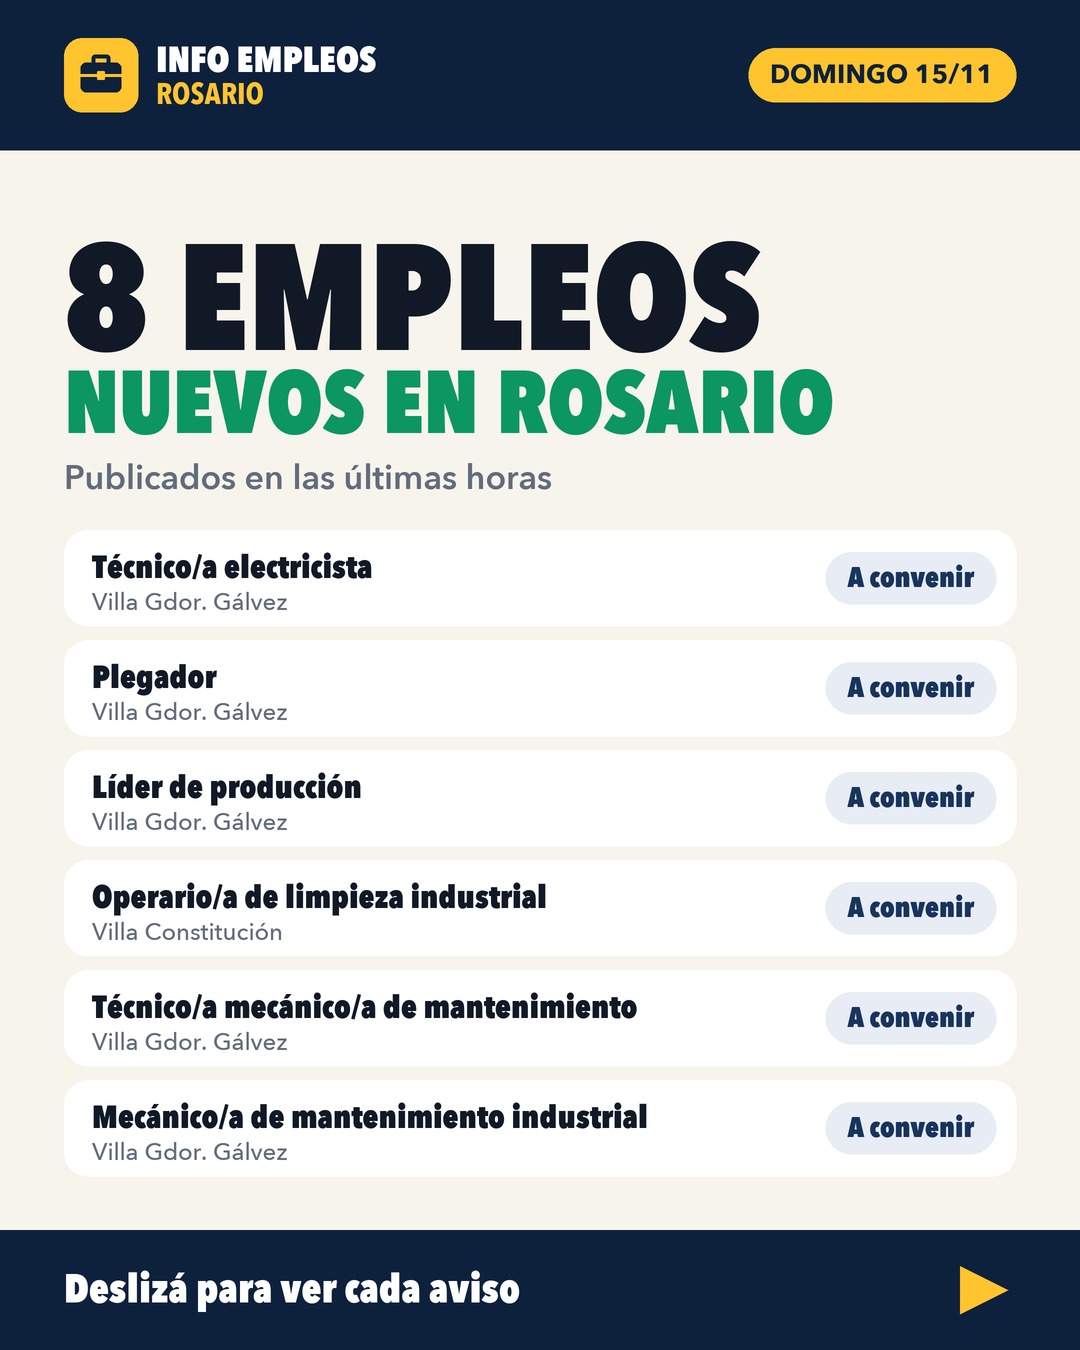 INFO EMPLEOS
ROSARIO
DOMINGO 15/11
8 EMPLEOS
NUEVOS EN ROSARIO
Publicados en las últimas horas
Técnico/a electricista
Villa Gdor. Gálvez
A convenir
Plegador
Villa Gdor. Gálvez
A convenir
Líder de producción
Villa Gdor. Gálvez
A convenir
Operario/a de limpieza industrial
Villa Constitución
A convenir
Técnico/a mecánico/a de mantenimiento
Villa Gdor. Gálvez
A convenir
Mecánico/a de mantenimiento industrial
Villa Gdor. Gálvez
A convenir
Deslizá para ver cada aviso